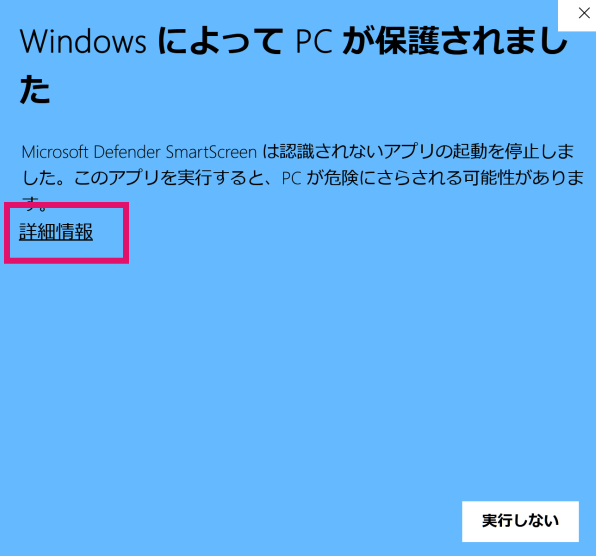 Windows によって PC が保護されまし
た
Microsoft Defender SmartScreen は認識されないアプリの起動を停止しま
した。このアプリを実行すると、PC が危険にさらされる可能性がありま
す。
詳細情報
実行しない